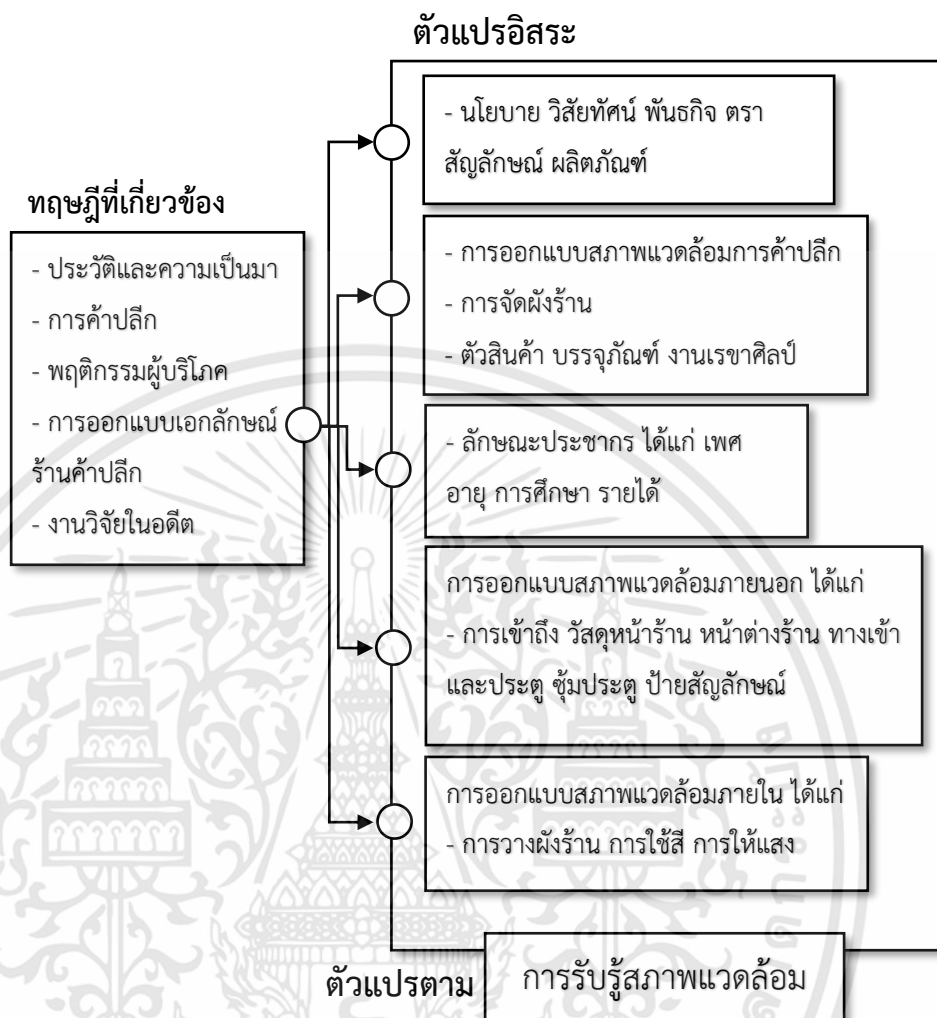 ตัวแปรอิสระ
- นโยบาย วิสัยทัศน์ พันธกิจ ตรา
สัญลักษณ์ ผลิตภัณฑ์
ทฤษฎีที่เกี่ยวข้อง
- ประวัติและความเป็นมา
- การค้าปลีก
- พฤติกรรมผู้บริโภค
- การออกแบบเอกลักษณ์
ร้านค้าปลีก
- งานวิจัยในอดีต
- การออกแบบสภาพแวดล้อมการค้าปลีก
- การจัดผังร้าน
- ตัวสินค้า บรรจุภัณฑ์ งานเรขาศิลป์
- ลักษณะประชากร ได้แก่ เพศ
อายุ การศึกษา รายได้
การออกแบบสภาพแวดล้อมภายนอก ได้แก่
- การเข้าถึง วัสดุหน้าร้าน หน้าต่างร้าน ทางเข้า
และประตู ซุ้มประตู ป้ายสัญลักษณ์
การออกแบบสภาพแวดล้อมภายใน ได้แก่
- การวางผังร้าน การใช้สี การให้แสง
ตัวแปรตาม
การรับรู้สภาพแวดล้อม